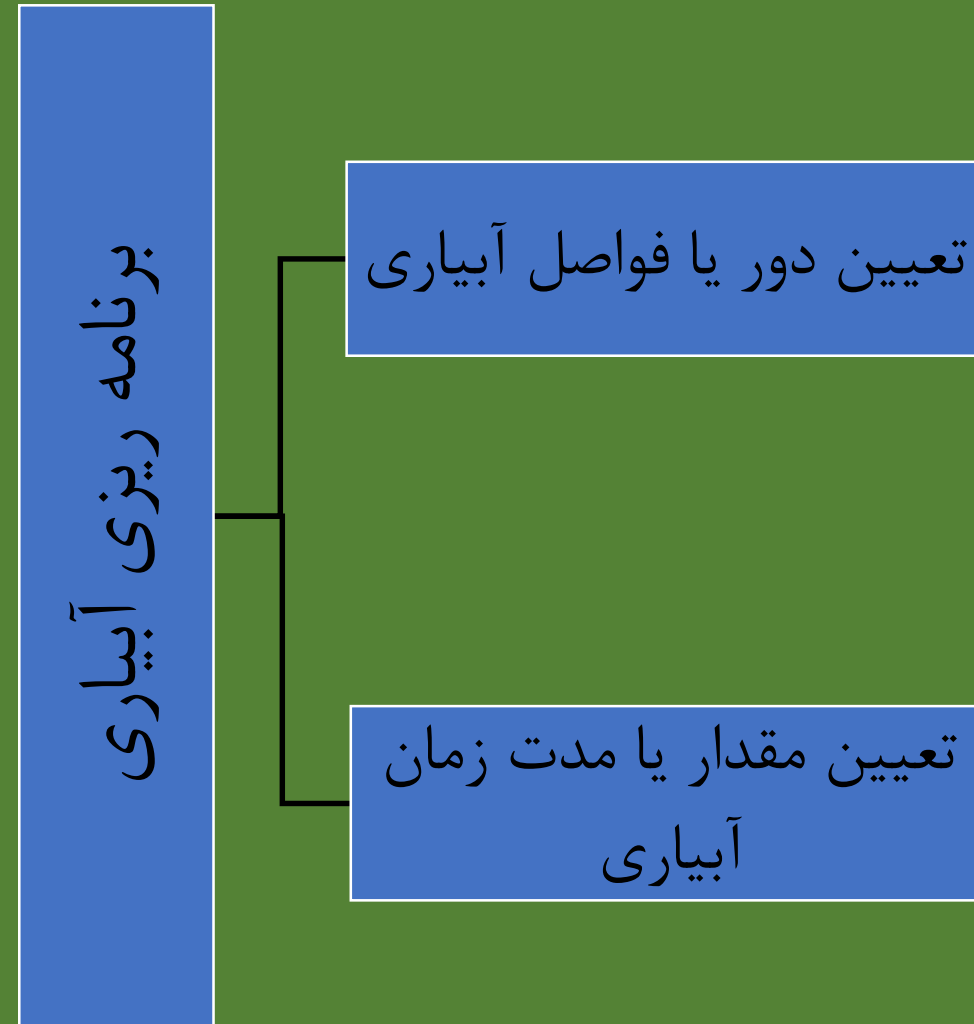 برنامه ریزی آبیاری
تعیین دور یا فواصل آبیاری
تعیین مقدار یا مدت زمان
آبیاری